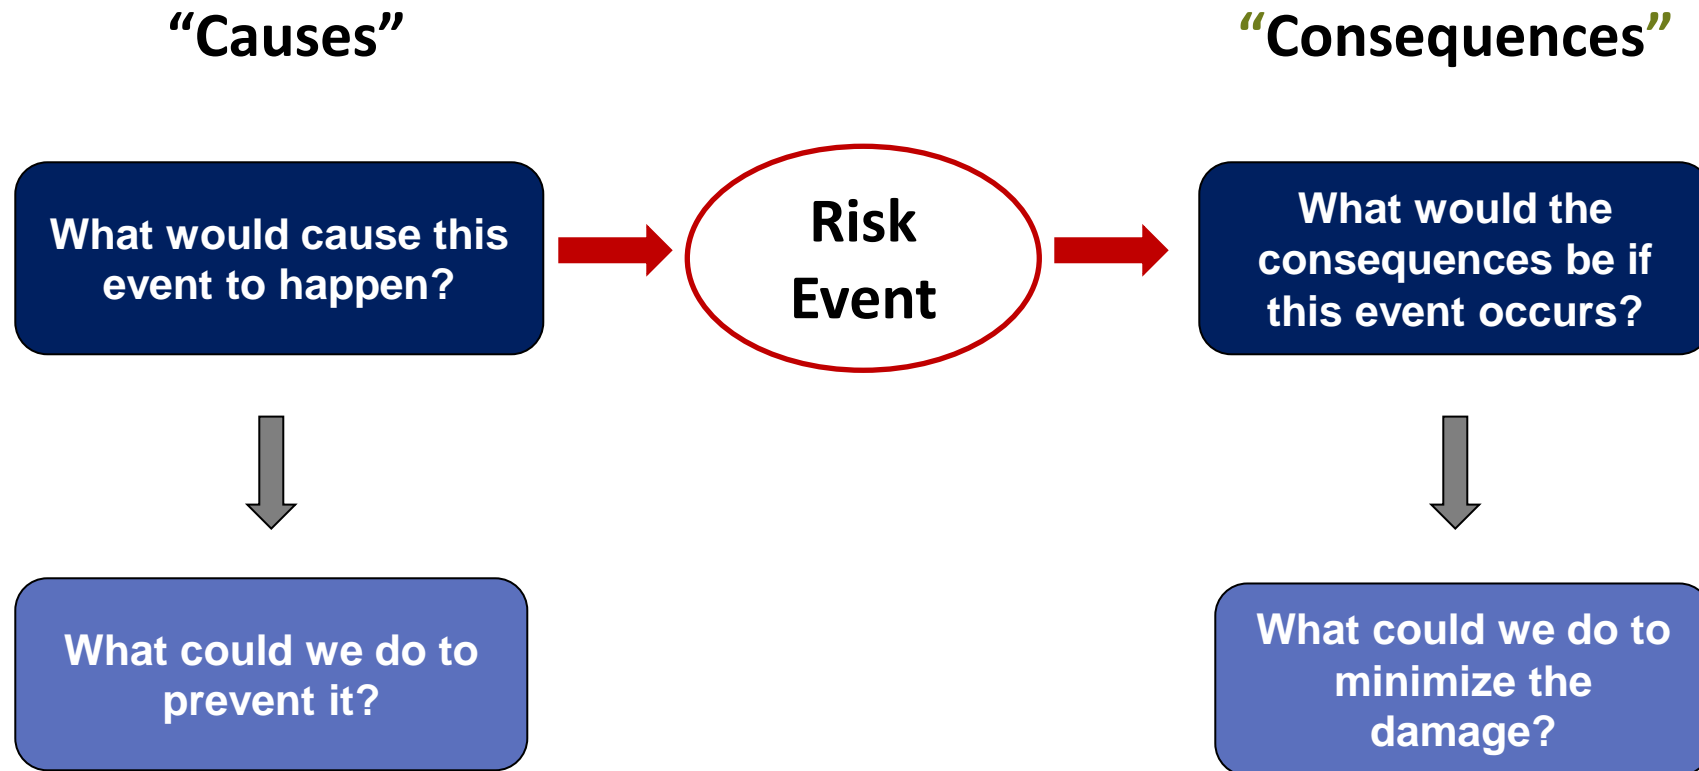 “Causes”
“Consequences”
What would cause this
event to happen?
Risk
Event
What would the
consequences be if
this event occurs?
What could we do to
prevent it?
What could we do to
minimize the
damage?